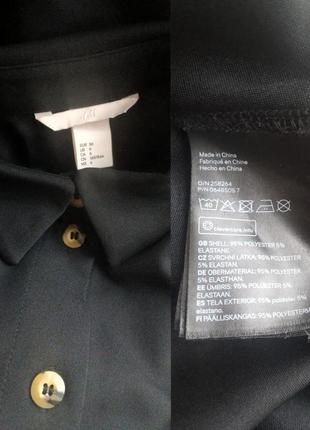 H&M
Made in China
Fabriqué en Chine
Hecho en China
O/N 258264
P/N 0648505 7
40
clevercare.info
GB SHELL: 95% POLYESTER 5%
ELASTANE.
CZ SVRCHNÍ LÁTKA: 95% POLYESTER
5% ELASTAN.
DE OBERMATERIAL: 95% POLYESTER
5% ELASTHAN.
EE ÜMBRIS: 95% POLÜESTER 5%
ELASTAAN.
ES TELA EXTERIOR: 95% poliéster 5%
elastano.
FI PÄÄLLISKANGAS: 95% POLYESTERI